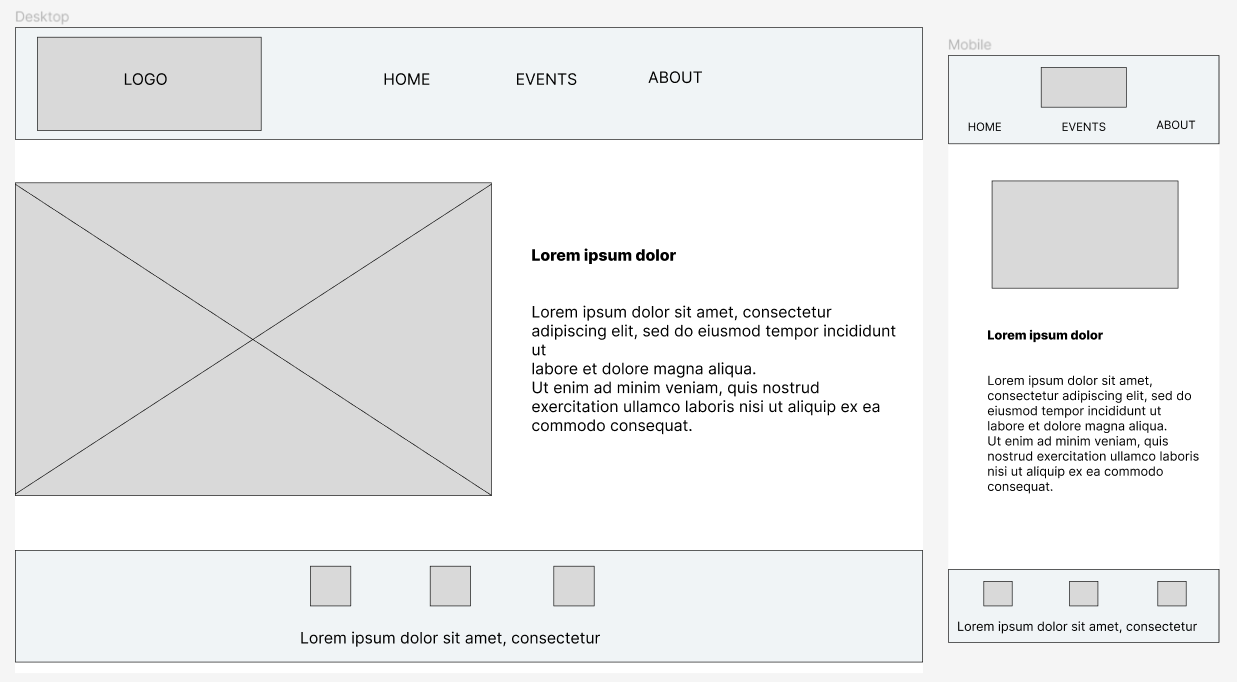 Desktop
LOGO
HOME
EVENTS
ABOUT
Lorem ipsum dolor
Lorem ipsum dolor sit amet, consectetur
adipiscing elit, sed do eiusmod tempor incididunt
ut
labore et dolore magna aliqua.
Ut enim ad minim veniam, quis nostrud
exercitation ullamco laboris nisi ut aliquip ex ea
commodo consequat.
Lorem ipsum dolor sit amet, consectetur
Mobile
HOME
EVENTS
ABOUT
Lorem ipsum dolor
Lorem ipsum dolor sit amet,
consectetur adipiscing elit, sed do
eiusmod tempor incididunt ut
labore et dolore magna aliqua.
Ut enim ad minim veniam, quis
nostrud exercitation ullamco laboris
nisi ut aliquip ex ea commodo
consequat.
Lorem ipsum dolor sit amet, consectetur